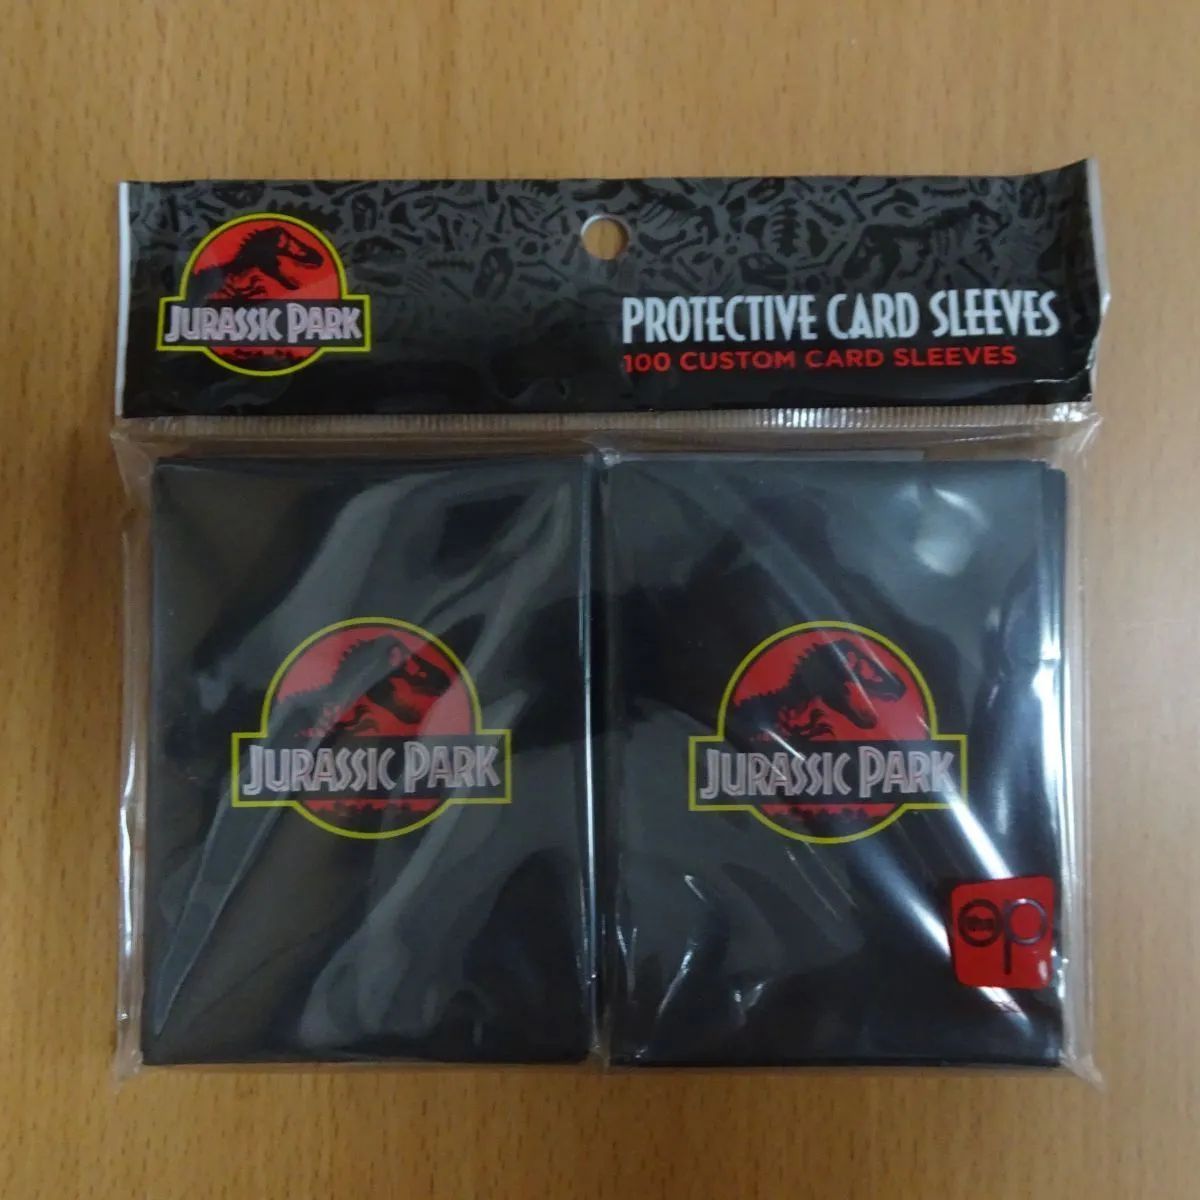 JURASSIC PARK
PROTECTIVE CARD SLEEVES
100 CUSTOM CARD SLEEVES
JURASSIC PARK
JURASSIC PARK
op